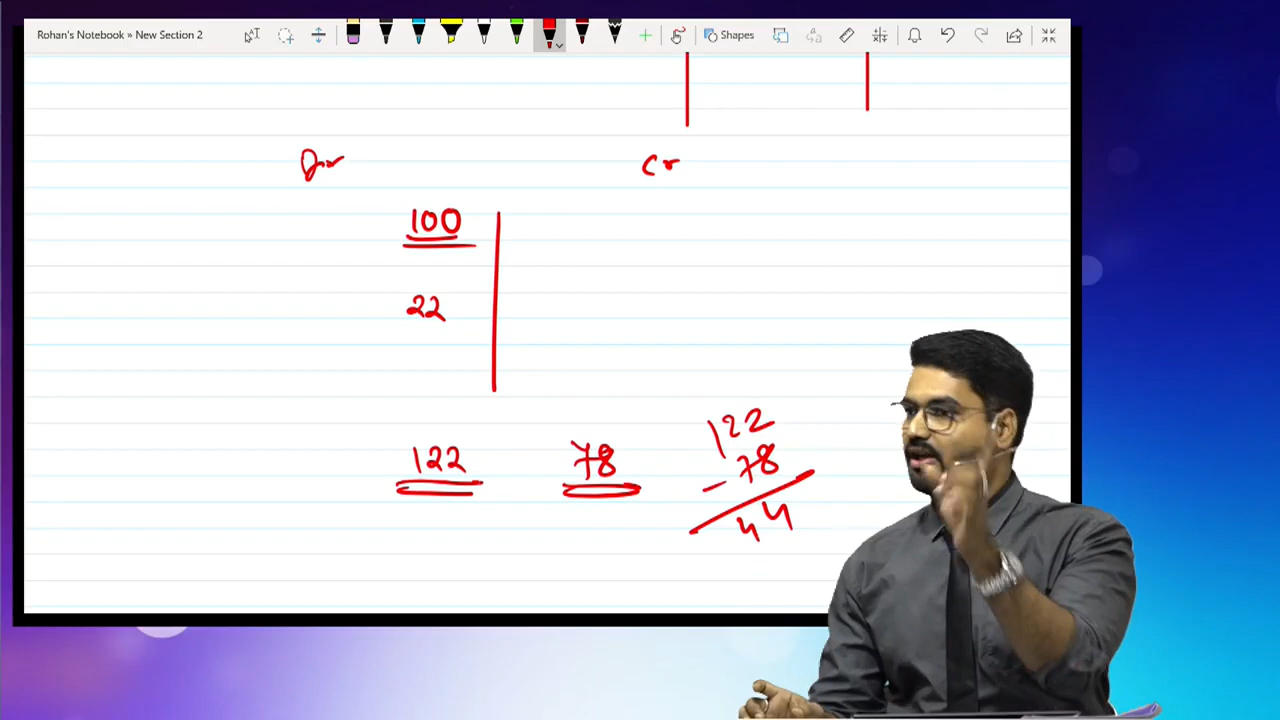 Rohan's Notebook » New Section 2
Shapes
Dr Cr
100
22
122
78
122
- 78
44